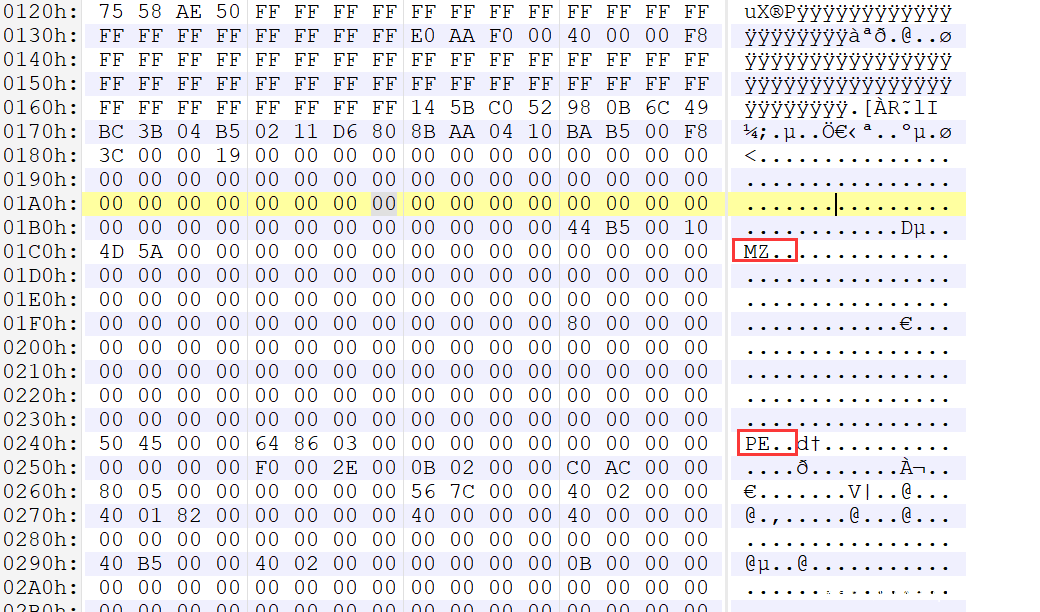 0120h: 75 58 AE 50 FF FF FF FF FF FF FF FF FF FF FF FF uX®Pÿÿÿÿÿÿÿÿÿÿÿÿ
0130h: FF FF FF FF FF FF FF FF E0 AA F0 00 40 00 00 F8 ÿÿÿÿÿÿÿÿàªð.@..ø
0140h: FF FF FF FF FF FF FF FF FF FF FF FF FF FF FF FF ÿÿÿÿÿÿÿÿÿÿÿÿÿÿÿÿ
0150h: FF FF FF FF FF FF FF FF FF FF FF FF FF FF FF FF ÿÿÿÿÿÿÿÿÿÿÿÿÿÿÿÿ
0160h: FF FF FF FF FF FF FF FF 14 5B C0 52 98 0B 6C 49 ÿÿÿÿÿÿÿÿ.[ÀR˜.lI
0170h: BC 3B 04 B5 02 11 D6 80 8B AA 04 10 BA B5 00 F8 ¼;.µ..Ö€‹ª..ºµ.ø
0180h: 3C 00 00 19 00 00 00 00 00 00 00 00 00 00 00 00 <...............
0190h: 00 00 00 00 00 00 00 00 00 00 00 00 00 00 00 00 ................
01A0h: 00 00 00 00 00 00 00 00 00 00 00 00 00 00 00 00 ................
01B0h: 00 00 00 00 00 00 00 00 00 00 00 00 44 B5 00 10 ............Dµ..
01C0h: 4D 5A 00 00 00 00 00 00 00 00 00 00 00 00 00 00 MZ..............
01D0h: 00 00 00 00 00 00 00 00 00 00 00 00 00 00 00 00 ................
01E0h: 00 00 00 00 00 00 00 00 00 00 00 00 00 00 00 00 ................
01F0h: 00 00 00 00 00 00 00 00 00 00 00 00 80 00 00 00 ............€...
0200h: 00 00 00 00 00 00 00 00 00 00 00 00 00 00 00 00 ................
0210h: 00 00 00 00 00 00 00 00 00 00 00 00 00 00 00 00 ................
0220h: 00 00 00 00 00 00 00 00 00 00 00 00 00 00 00 00 ................
0230h: 00 00 00 00 00 00 00 00 00 00 00 00 00 00 00 00 ................
0240h: 50 45 00 00 64 86 03 00 00 00 00 00 00 00 00 00 PE..d†..........
0250h: 00 00 00 00 F0 00 2E 00 0B 02 00 00 C0 AC 00 00 ....ð.......À¬..
0260h: 80 05 00 00 00 00 00 00 56 7C 00 00 40 02 00 00 €.......V|..@...
0270h: 40 01 82 00 00 00 00 00 40 00 00 00 40 00 00 00 @.‚.....@...@...
0280h: 00 00 00 00 00 00 00 00 00 00 00 00 00 00 00 00 ................
0290h: 40 B5 00 00 40 02 00 00 00 00 00 00 0B 00 00 00 @µ..@...........
02A0h: 00 00 00 00 00 00 00 00 00 00 00 00 00 00 00 00 ................